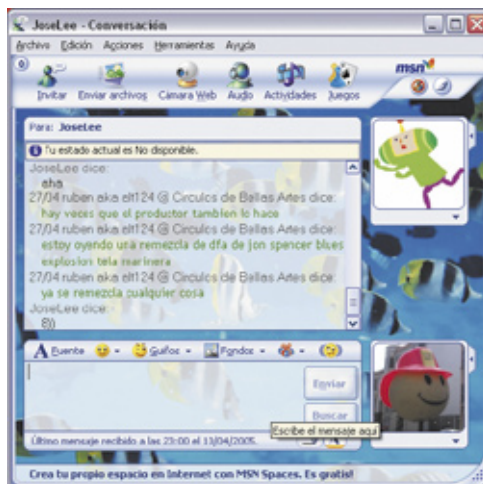 JoseLee - Conversación
Archivo Edición Acciones Herramientas Ayuda
Invitar Enviar archivos Cámara Web Audio Actividades Juegos
msn
Para: JoseLee
Tu estado actual es No disponible.
JoseLee dice:
aha
27/04 ruben aka elt124 @ Circulos de Bellas Artes dice:
hay veces que el productor tambien lo hace
27/04 ruben aka elt124 @ Circulos de Bellas Artes dice:
estoy oyendo una remezcla de dfa de jon spencer blues
explosion tela marinera
27/04 ruben aka elt124 @ Circulos de Bellas Artes dice:
ya se remezcla cualquier cosa
JoseLee dice:
8))
A Fuente Guiños Fondos
Enviar
Buscar
Escribe el mensaje aquí
Último mensaje recibido a las 23:00 el 13/04/2005.
Crea tu propio espacio en Internet con MSN Spaces. Es gratis!